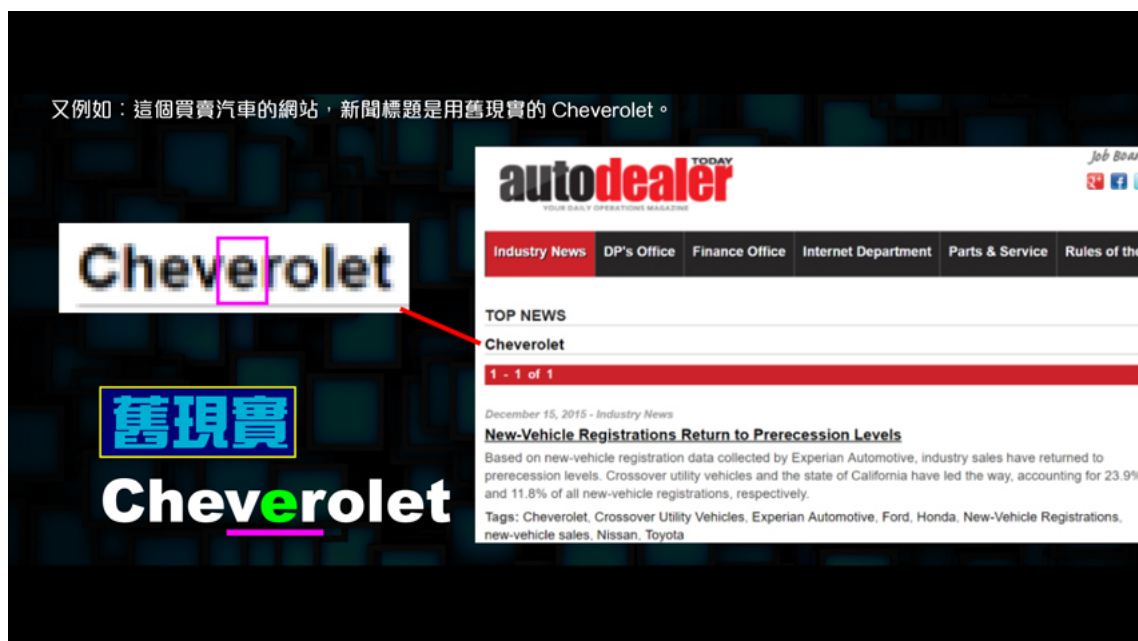 又例如：這個買賣汽車的網站，新聞標題是用舊現實的 Cheverolet。
Cheverolet
舊現實
Cheverolet
autodealer TODAY
YOUR DAILY OPERATIONS MAGAZINE
Job Boar
Industry News DP's Office Finance Office Internet Department Parts & Service Rules of the
TOP NEWS
Cheverolet
1 - 1 of 1
December 15, 2015 - Industry News
New-Vehicle Registrations Return to Prerecession Levels
Based on new-vehicle registration data collected by Experian Automotive, industry sales have returned to
prerecession levels. Crossover utility vehicles and the state of California have led the way, accounting for 23.9%
and 11.8% of all new-vehicle registrations, respectively.
Tags: Cheverolet, Crossover Utility Vehicles, Experian Automotive, Ford, Honda, New-Vehicle Registrations,
new-vehicle sales, Nissan, Toyota